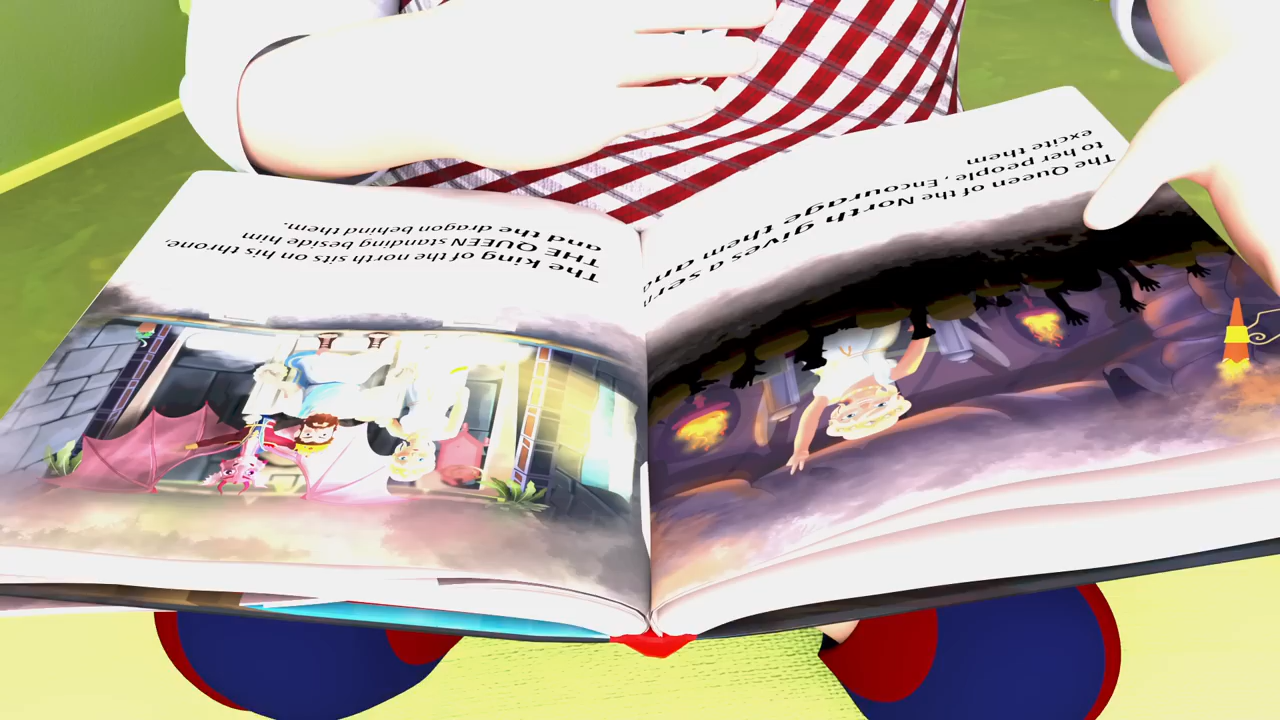 The Queen of the North gives a
to her people , Encourage them and
excite them
The king of the north sits on his throne,
THE QUEEN standing beside him
and the dragon behind them.